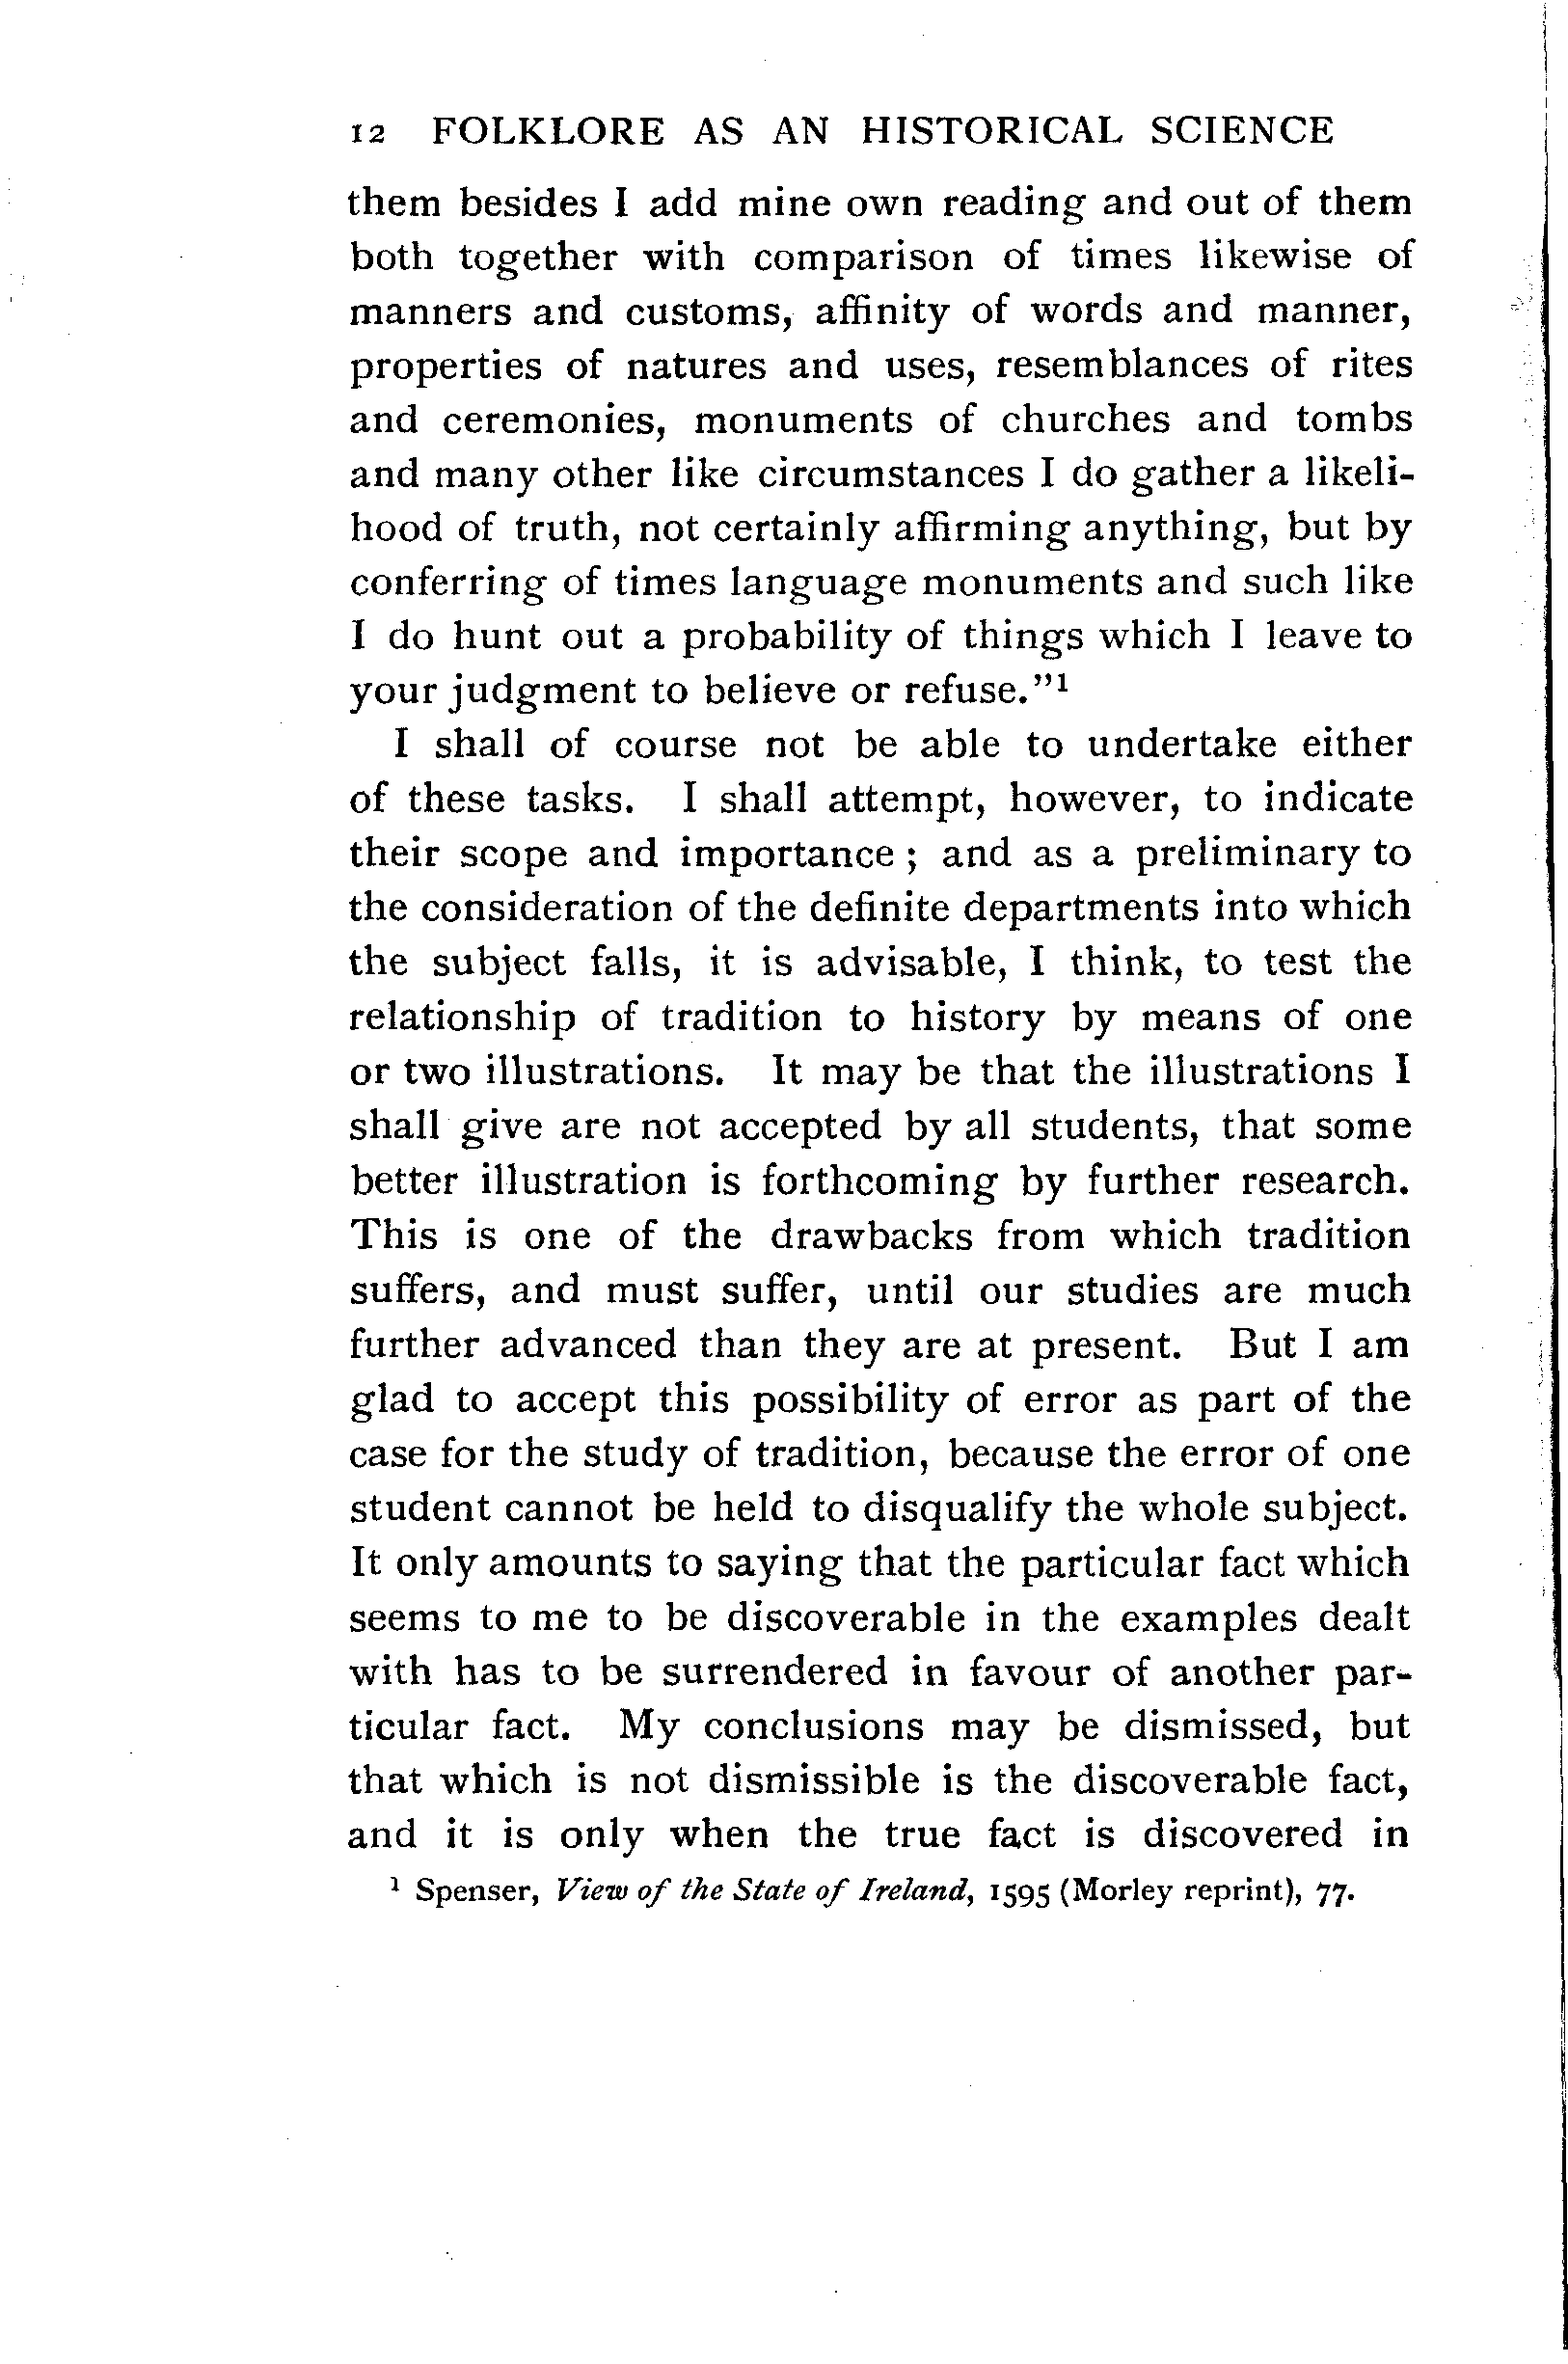 12 FOLKLORE AS AN HISTORICAL SCIENCE
them besides I add mine own reading and out of them
both together with comparison of times likewise of
manners and customs, affinity of words and manner,
properties of natures and uses, resemblances of rites
and ceremonies, monuments of churches and tombs
and many other like circumstances I do gather a likeli-
hood of truth, not certainly affirming anything, but by
conferring of times language monuments and such like
I do hunt out a probability of things which I leave to
your judgment to believe or refuse."¹
I shall of course not be able to undertake either
of these tasks. I shall attempt, however, to indicate
their scope and importance ; and as a preliminary to
the consideration of the definite departments into which
the subject falls, it is advisable, I think, to test the
relationship of tradition to history by means of one
or two illustrations. It may be that the illustrations I
shall give are not accepted by all students, that some
better illustration is forthcoming by further research.
This is one of the drawbacks from which tradition
suffers, and must suffer, until our studies are much
further advanced than they are at present. But I am
glad to accept this possibility of error as part of the
case for the study of tradition, because the error of one
student cannot be held to disqualify the whole subject.
It only amounts to saying that the particular fact which
seems to me to be discoverable in the examples dealt
with has to be surrendered in favour of another par-
ticular fact. My conclusions may be dismissed, but
that which is not dismissible is the discoverable fact,
and it is only when the true fact is discovered in
¹ Spenser, View of the State of Ireland, 1595 (Morley reprint), 77.